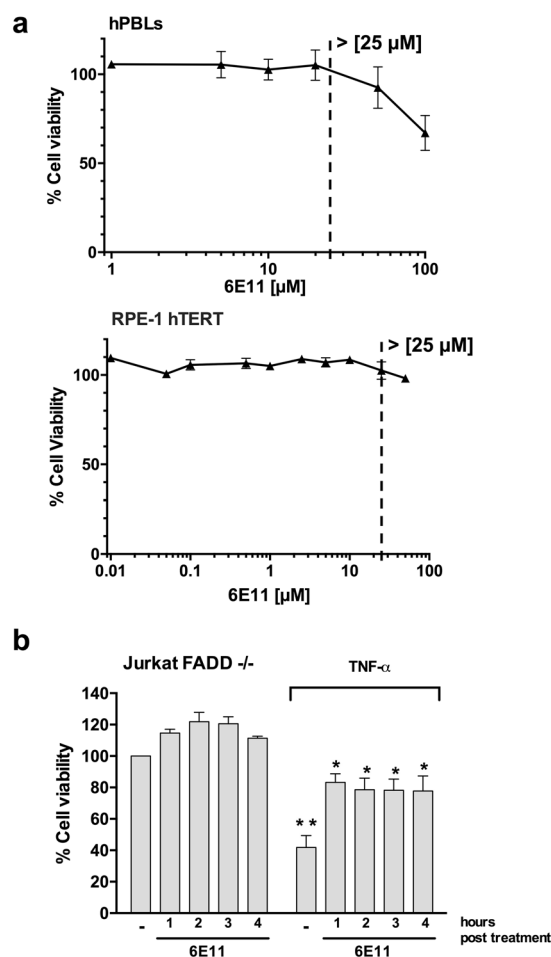 a
hPBLs
> [25 µM]
% Cell viability
100
50
0
1
10
100
6E11 [µM]
RPE-1 hTERT
> [25 µM]
% Cell Viability
100
50
0
0.01
0.1
1
10
100
6E11 [µM]
b
Jurkat FADD -/-
TNF-α
% Cell viability
140
120
100
80
60
40
20
0
** * * * *
- 1 2 3 4 - 1 2 3 4 hours
post treatment
6E11 6E11